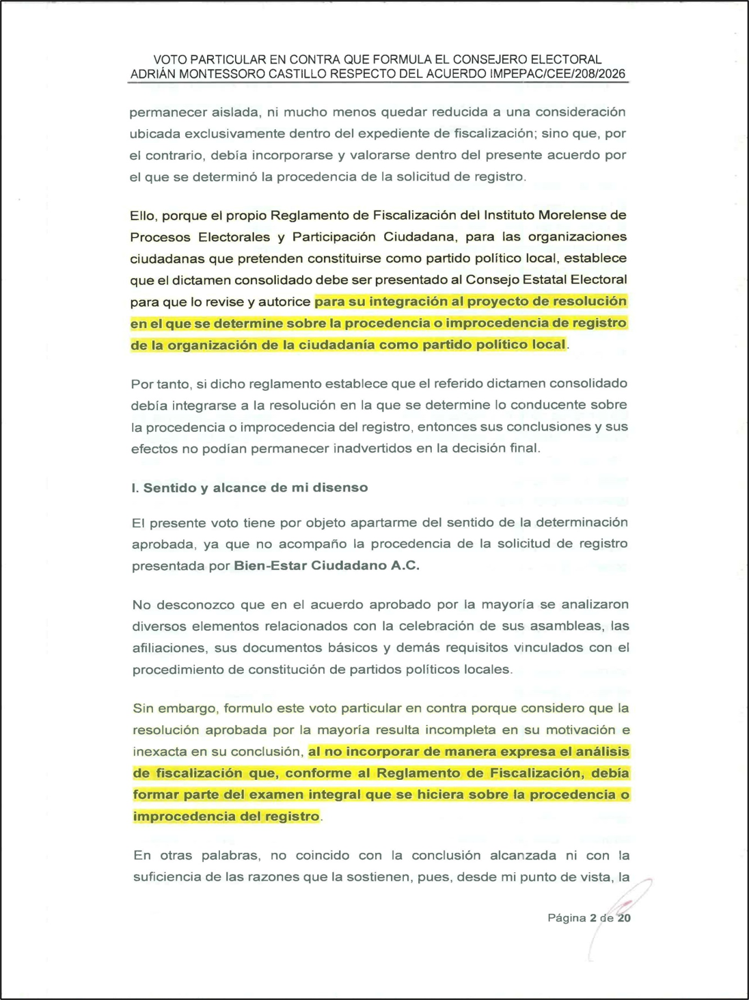 VOTO PARTICULAR EN CONTRA QUE FORMULA EL CONSEJERO ELECTORAL
ADRIÁN MONTESSORO CASTILLO RESPECTO DEL ACUERDO IMPEPAC/CEE/208/2026
permanecer aislada, ni mucho menos quedar reducida a una consideración
ubicada exclusivamente dentro del expediente de fiscalización; sino que, por
el contrario, debía incorporarse y valorarse dentro del presente acuerdo por
el que se determinó la procedencia de la solicitud de registro.
Ello, porque el propio Reglamento de Fiscalización del Instituto Morelense de
Procesos Electorales y Participación Ciudadana, para las organizaciones
ciudadanas que pretenden constituirse como partido político local, establece
que el dictamen consolidado debe ser presentado al Consejo Estatal Electoral
para que lo revise y autorice para su integración al proyecto de resolución
en el que se determine sobre la procedencia o improcedencia de registro
de la organización de la ciudadanía como partido político local.
Por tanto, si dicho reglamento establece que el referido dictamen consolidado
debía integrarse a la resolución en la que se determine lo conducente sobre
la procedencia o improcedencia del registro, entonces sus conclusiones y sus
efectos no podían permanecer inadvertidos en la decisión final.
I. Sentido y alcance de mi disenso
El presente voto tiene por objeto apartarme del sentido de la determinación
aprobada, ya que no acompaño la procedencia de la solicitud de registro
presentada por Bien-Estar Ciudadano A.C.
No desconozco que en el acuerdo aprobado por la mayoría se analizaron
diversos elementos relacionados con la celebración de sus asambleas, las
afiliaciones, sus documentos básicos y demás requisitos vinculados con el
procedimiento de constitución de partidos políticos locales.
Sin embargo, formulo este voto particular en contra porque considero que la
resolución aprobada por la mayoría resulta incompleta en su motivación e
inexacta en su conclusión, al no incorporar de manera expresa el análisis
de fiscalización que, conforme al Reglamento de Fiscalización, debía
formar parte del examen integral que se hiciera sobre la procedencia o
improcedencia del registro.
En otras palabras, no coincido con la conclusión alcanzada ni con la
suficiencia de las razones que la sostienen, pues, desde mi punto de vista, la
Página 2 de 20